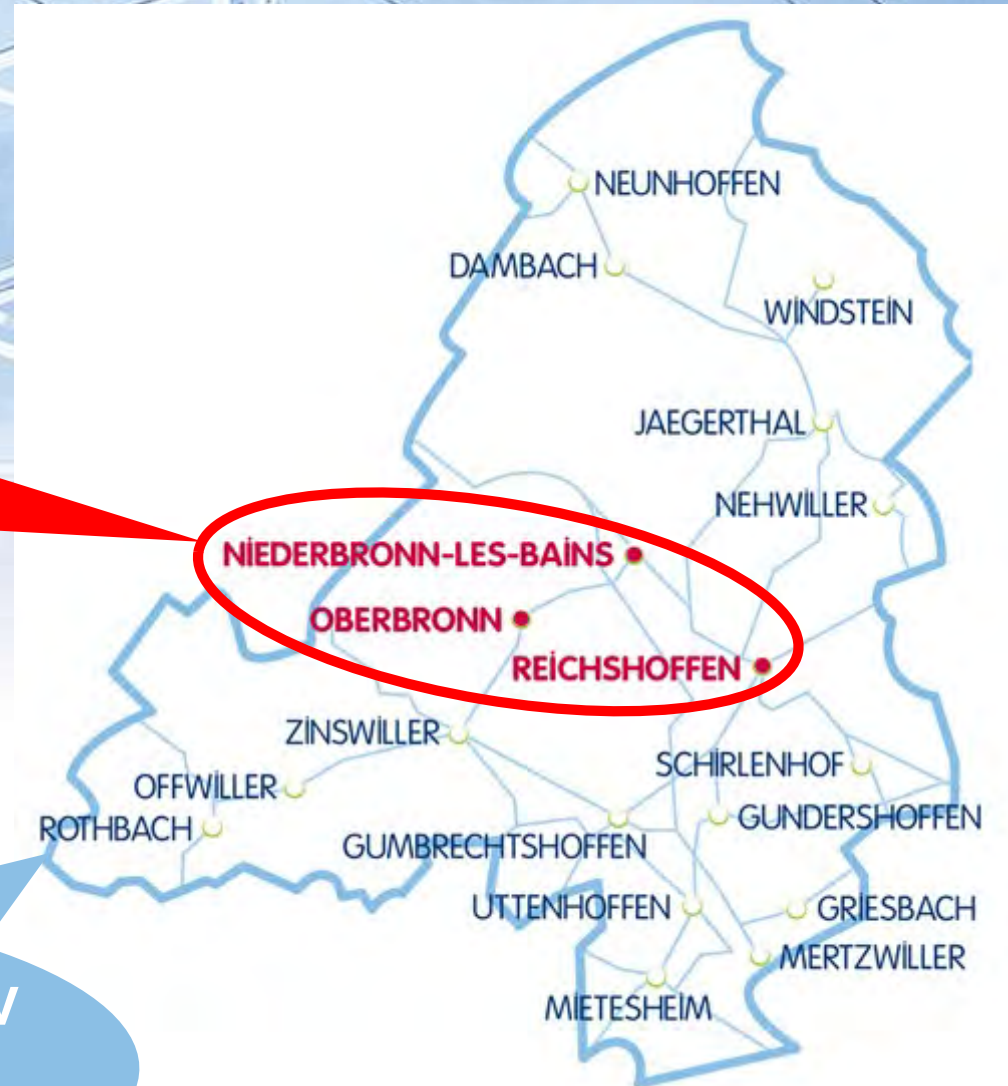 NEUNHOFFEN
DAMBACH
WINDSTEIN
JAEGERTHAL
NEHWILLER
NIEDERBRONN-LES-BAINS
OBERBRONN
REICHSHOFFEN
ZINSWILLER
SCHIRLENHOF
OFFWILLER
GUNDERSHOFFEN
ROTHBACH
GUMBRECHTSHOFFEN
UTTENHOFFEN
GRIESBACH
MERTZWILLER
MIETESHEIM